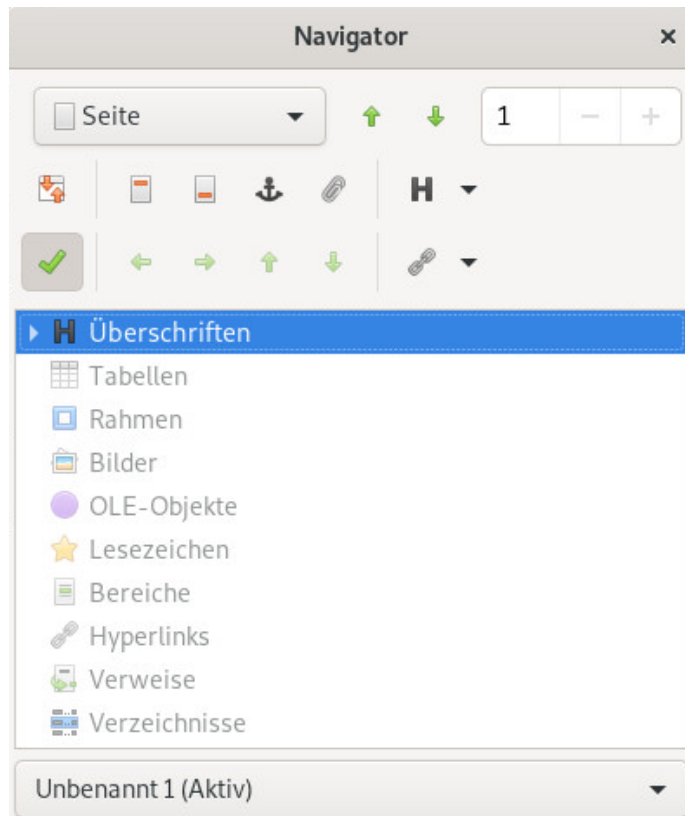 Navigator
Seite
1
H
H Überschriften
Tabellen
Rahmen
Bilder
OLE-Objekte
Lesezeichen
Bereiche
Hyperlinks
Verweise
Verzeichnisse
Unbenannt 1 (Aktiv)